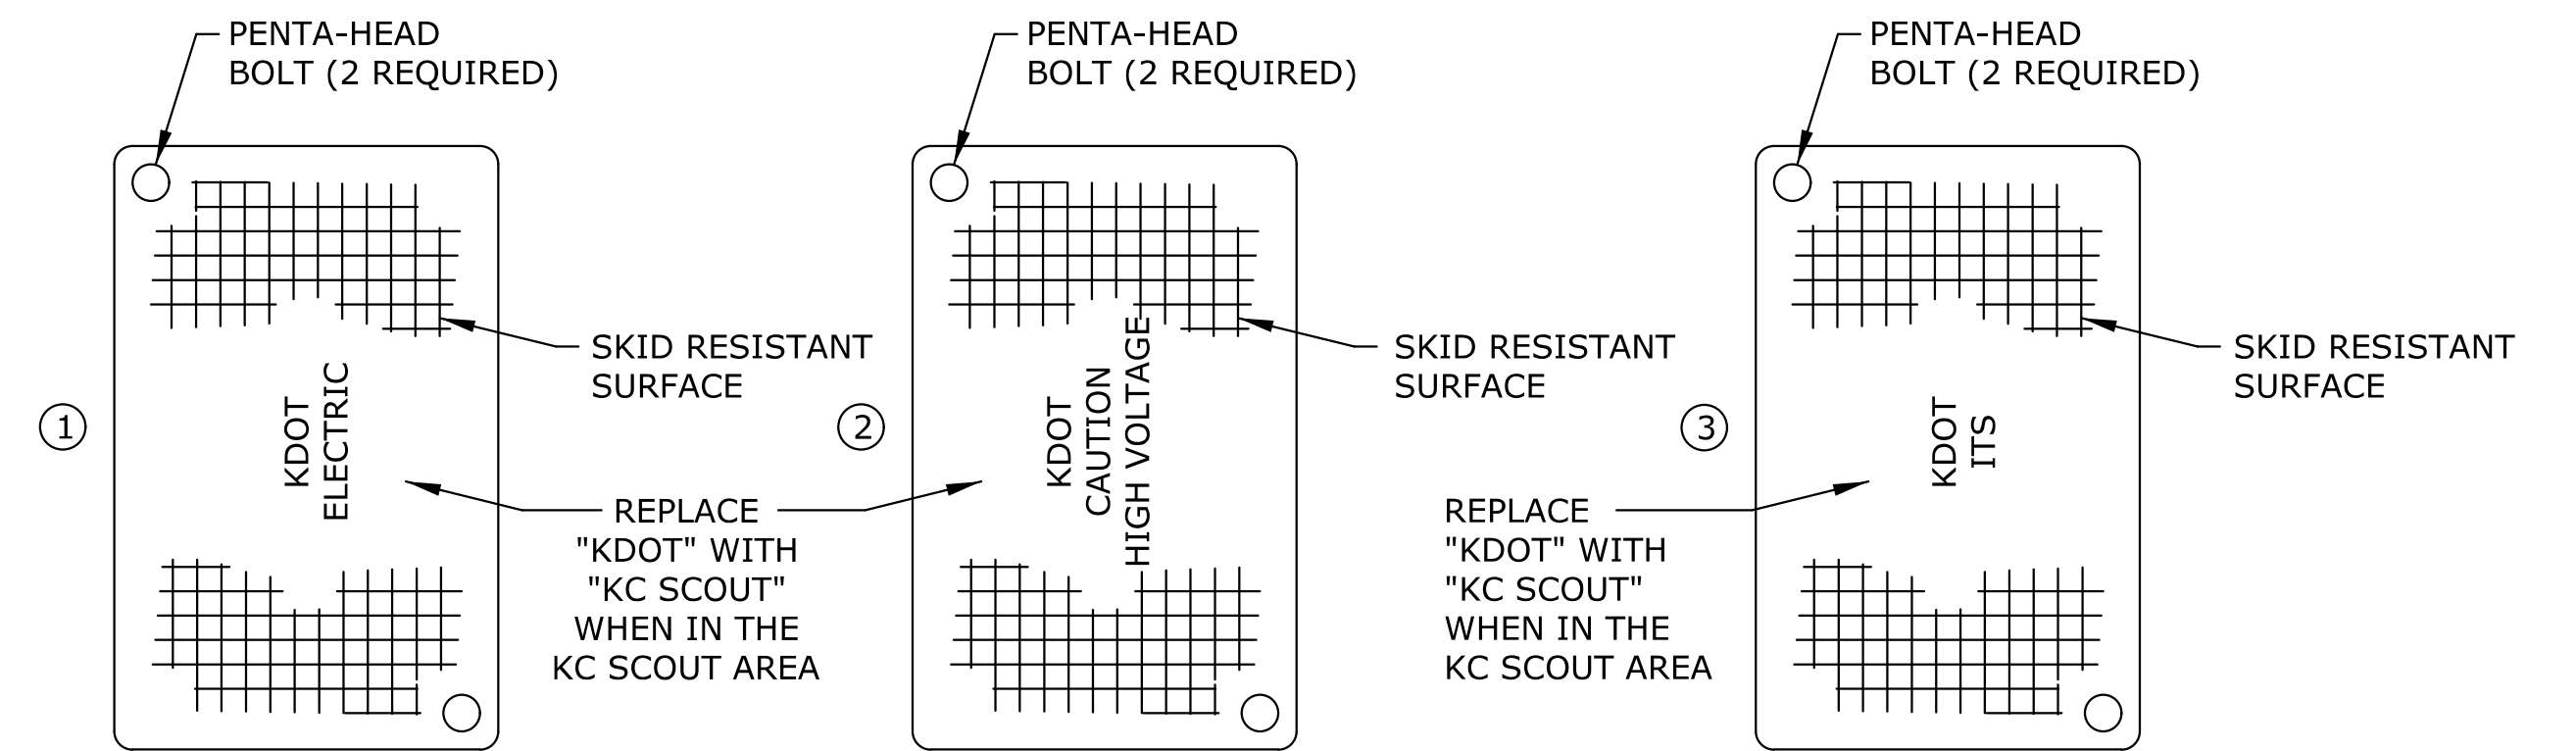 PENTA-HEAD
BOLT (2 REQUIRED)
PENTA-HEAD
BOLT (2 REQUIRED)
PENTA-HEAD
BOLT (2 REQUIRED)
1
KDOT
ELECTRIC
SKID RESISTANT
SURFACE
2
KDOT
CAUTION
HIGH VOLTAGE
SKID RESISTANT
SURFACE
3
KDOT
ITS
SKID RESISTANT
SURFACE
REPLACE
"KDOT" WITH
"KC SCOUT"
WHEN IN THE
KC SCOUT AREA
REPLACE
"KDOT" WITH
"KC SCOUT"
WHEN IN THE
KC SCOUT AREA